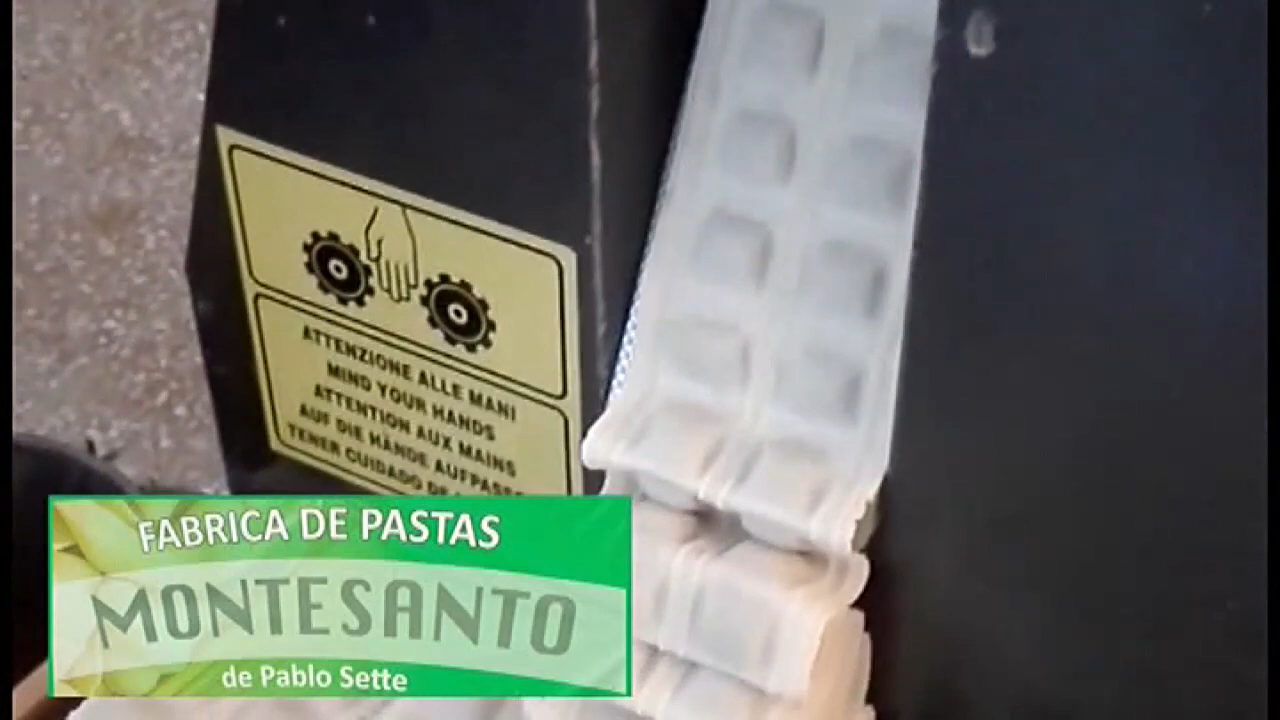 ATTENZIONE ALLE MANI
MIND YOUR HANDS
ATTENTION AUX MAINS
AUF DIE HÄNDE
TENER CUIDADO
FABRICA DE PASTAS
MONTESANTO
de Pablo Sette